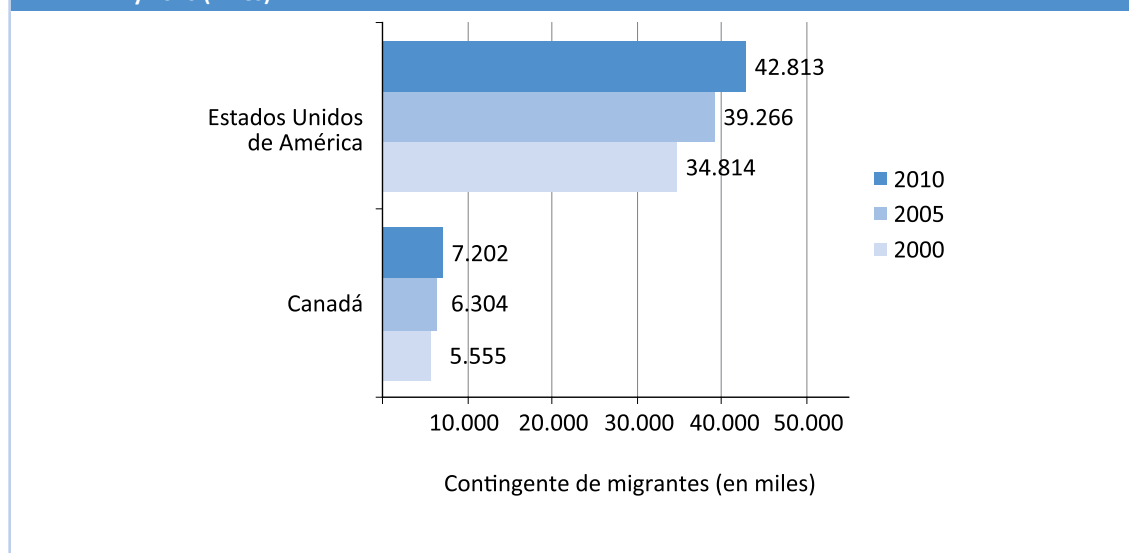 42.813
Estados Unidos
de América
39.266
34.814
2010
2005
2000
7.202
Canadá
6.304
5.555
10.000 20.000 30.000 40.000 50.000
Contingente de migrantes (en miles)